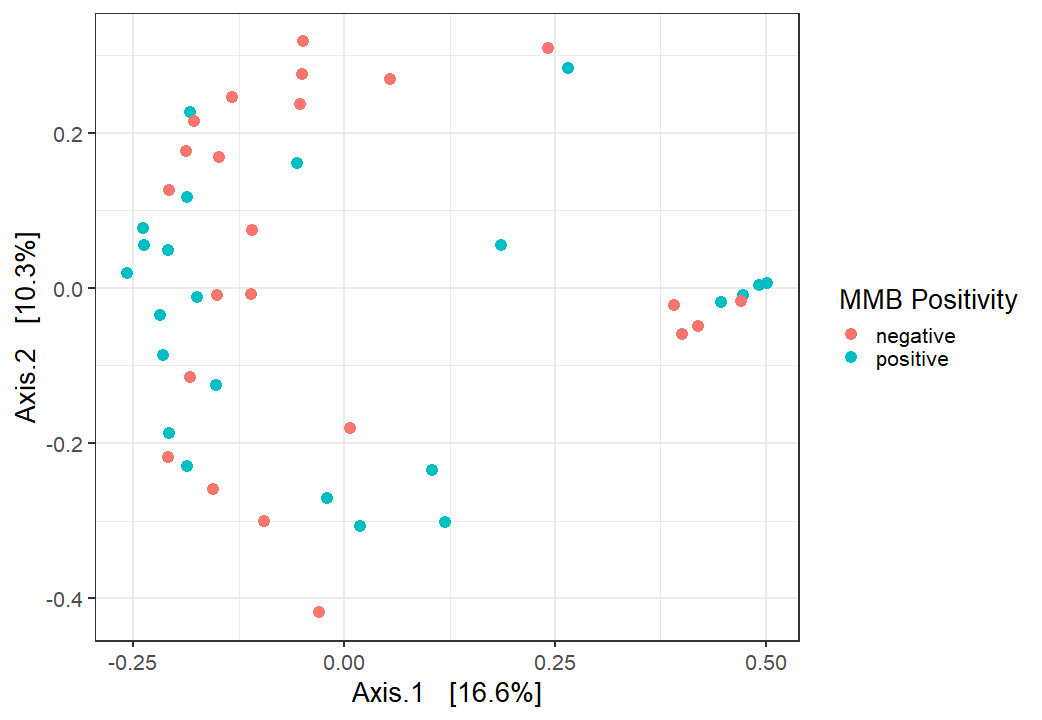 0.2
0.0
-0.2
-0.4
-0.25
0.00
0.25
0.50
Axis.2 [10.3%]
Axis.1 [16.6%]
MMB Positivity
negative
positive